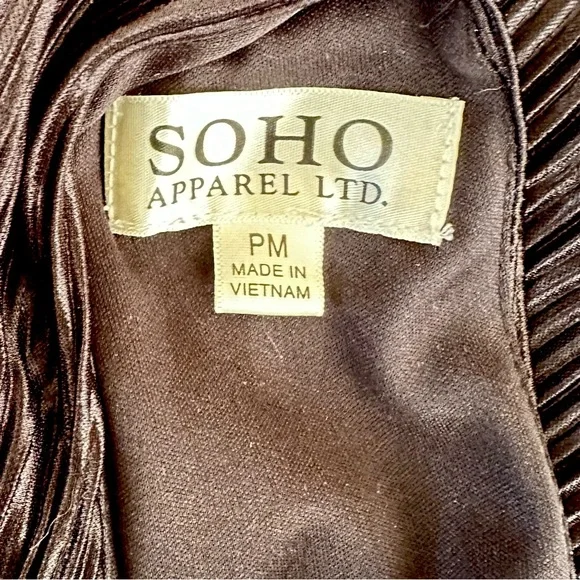 SOHO
APPAREL LTD.
PM
MADE IN
VIETNAM